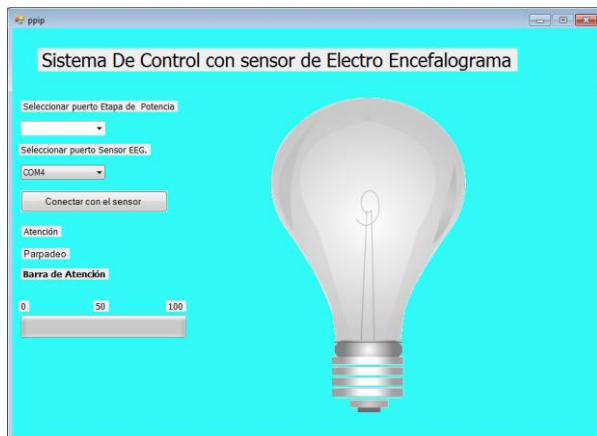 ppip
Sistema De Control con sensor de Electro Encefalograma
Seleccionar puerto Etapa de Potencia
Seleccionar puerto Sensor EEG.
COM4
Conectar con el sensor
Atención
Parpadeo
Barra de Atención
0 50 100